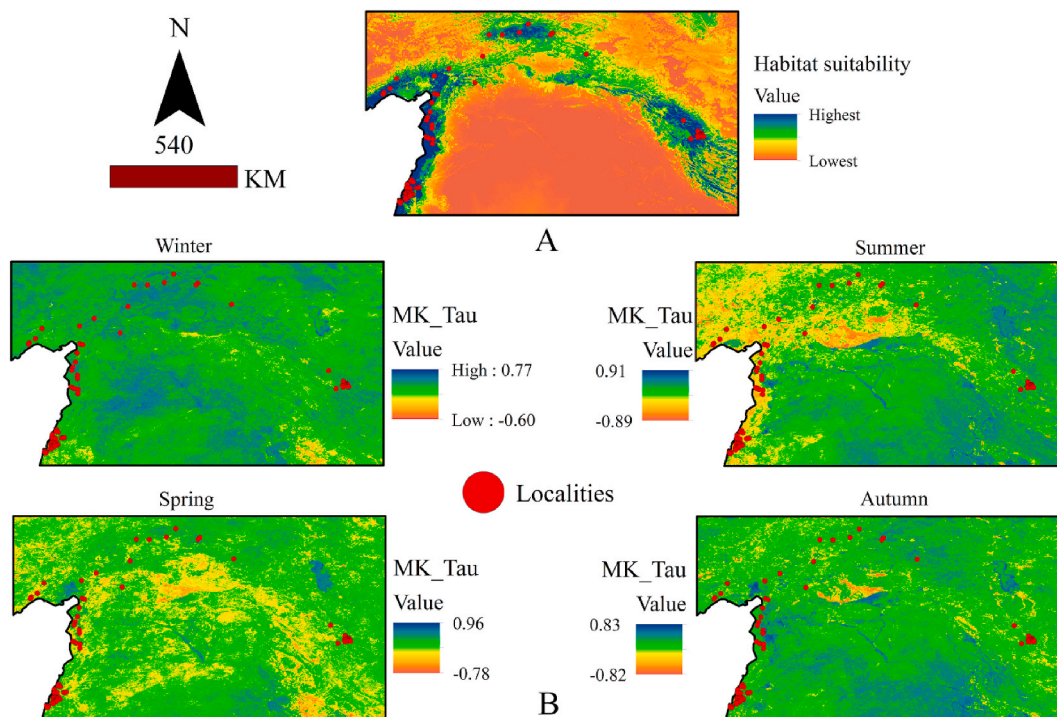 N
540
KM
Habitat suitability
Value
Highest
Lowest
A
Winter
Summer
MK_Tau
Value
High : 0.77
Low : -0.60
MK_Tau
Value
0.91
-0.89
Localities
Spring
Autumn
MK_Tau
Value
0.96
-0.78
MK_Tau
Value
0.83
-0.82
B